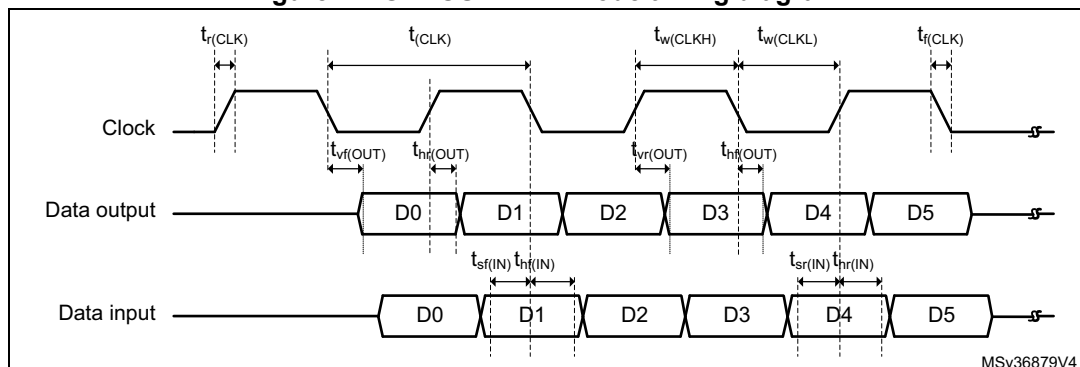 t(CLK)
tr(CLK) tw(CLKH) tw(CLKL) tf(CLK)
Clock
tvf(OUT) thr(OUT) tvr(OUT) thf(OUT)
Data output D0 D1 D2 D3 D4 D5
tsf(IN) thf(IN) tsr(IN) thr(IN)
Data input D0 D1 D2 D3 D4 D5
MSv36879V4